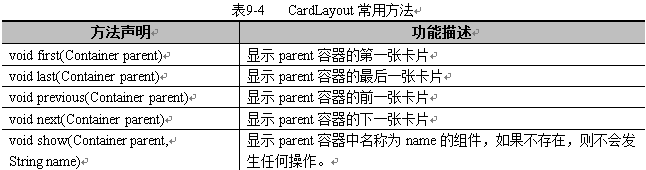 表9-4 CardLayout 常用方法
方法声明 功能描述
void first(Container parent) 显示 parent 容器的第一张卡片
void last(Container parent) 显示 parent 容器的最后一张卡片
void previous(Container parent) 显示 parent 容器的前一张卡片
void next(Container parent) 显示 parent 容器的下一张卡片
void show(Container parent, 显示 parent 容器中名称为 name 的组件，如果不存在，则不会发
String name) 生任何操作。